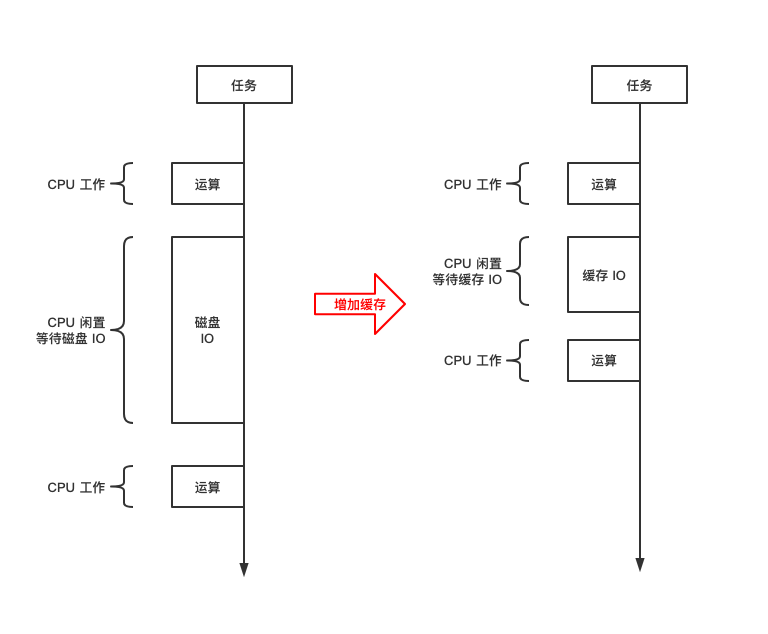 任务
CPU 工作
运算
CPU 闲置
等待磁盘 IO
磁盘
IO
CPU 工作
运算
增加缓存
任务
CPU 工作
运算
CPU 闲置
等待缓存 IO
缓存 IO
CPU 工作
运算